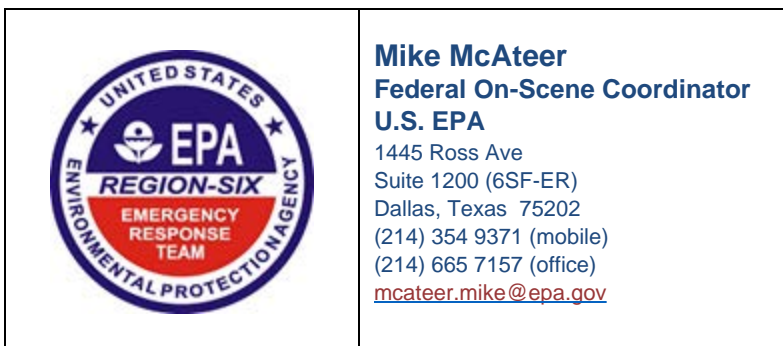 UNITED STATES
EPA
REGION-SIX
EMERGENCY
RESPONSE
TEAM
ENVIRONMENTAL PROTECTION AGENCY
Mike McAteer
Federal On-Scene Coordinator
U.S. EPA
1445 Ross Ave
Suite 1200 (6SF-ER)
Dallas, Texas  75202
(214) 354 9371 (mobile)
(214) 665 7157 (office)
mcateer.mike@epa.gov